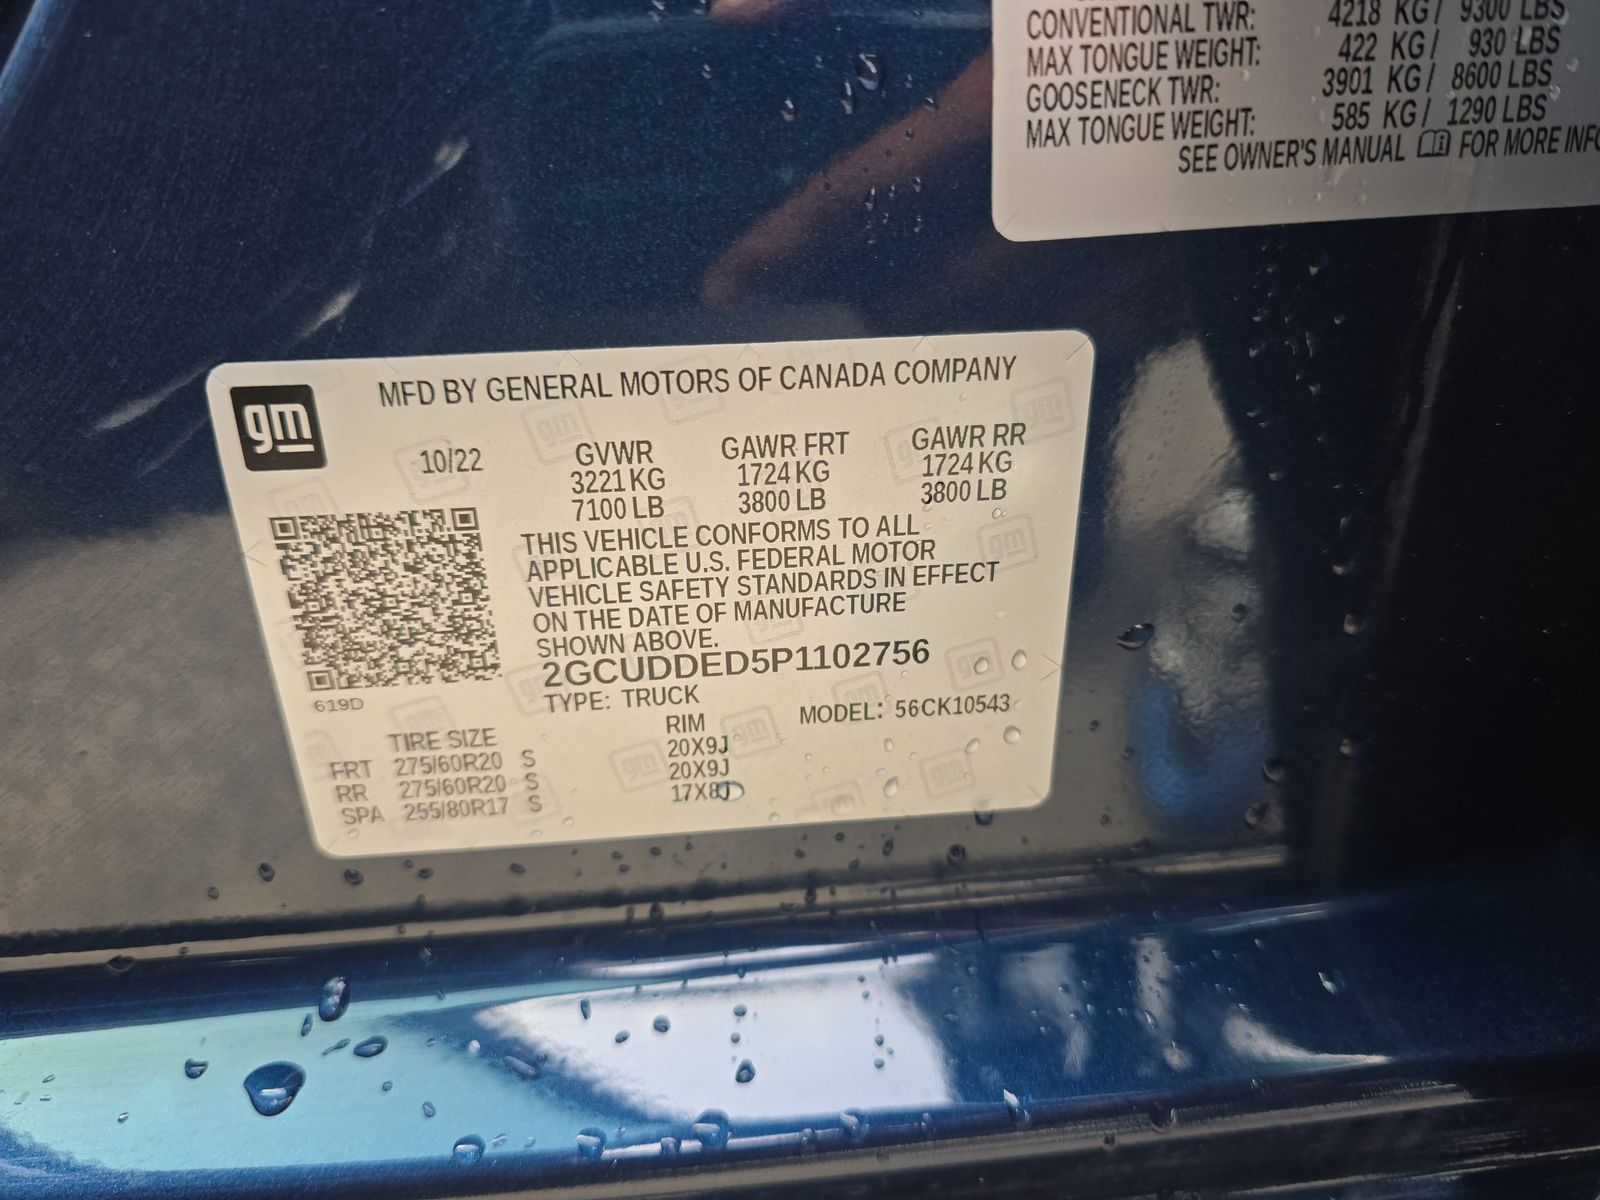 CONVENTIONAL TWR: 4218 KG / 9300 LBS
MAX TONGUE WEIGHT: 422 KG / 930 LBS
GOOSENECK TWR: 3901 KG / 8600 LBS
MAX TONGUE WEIGHT: 585 KG / 1290 LBS
SEE OWNER'S MANUAL FOR MORE INFO
gm
MFD BY GENERAL MOTORS OF CANADA COMPANY
10/22 GVWR GAWR FRT GAWR RR
3221 KG 1724 KG 1724 KG
7100 LB 3800 LB 3800 LB
THIS VEHICLE CONFORMS TO ALL
APPLICABLE U.S. FEDERAL MOTOR
VEHICLE SAFETY STANDARDS IN EFFECT
ON THE DATE OF MANUFACTURE
SHOWN ABOVE.
2GCUDDED5P1102756
TYPE: TRUCK
619D
MODEL: 56CK10543
TIRE SIZE RIM
FRT 275/60R20 S 20X9J
RR 275/60R20 S 20X9J
SPA 255/80R17 S 17X8J